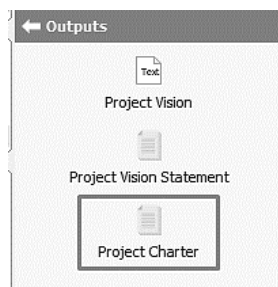 Outputs
Text
Project Vision
Project Vision Statement
Project Charter